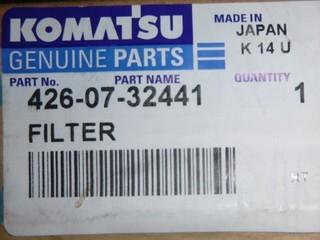 KOMATSU
GENUINE PARTS
MADE IN
JAPAN
K 14 U
PART No. PART NAME QUANTITY
426-07-32441 1
FILTER